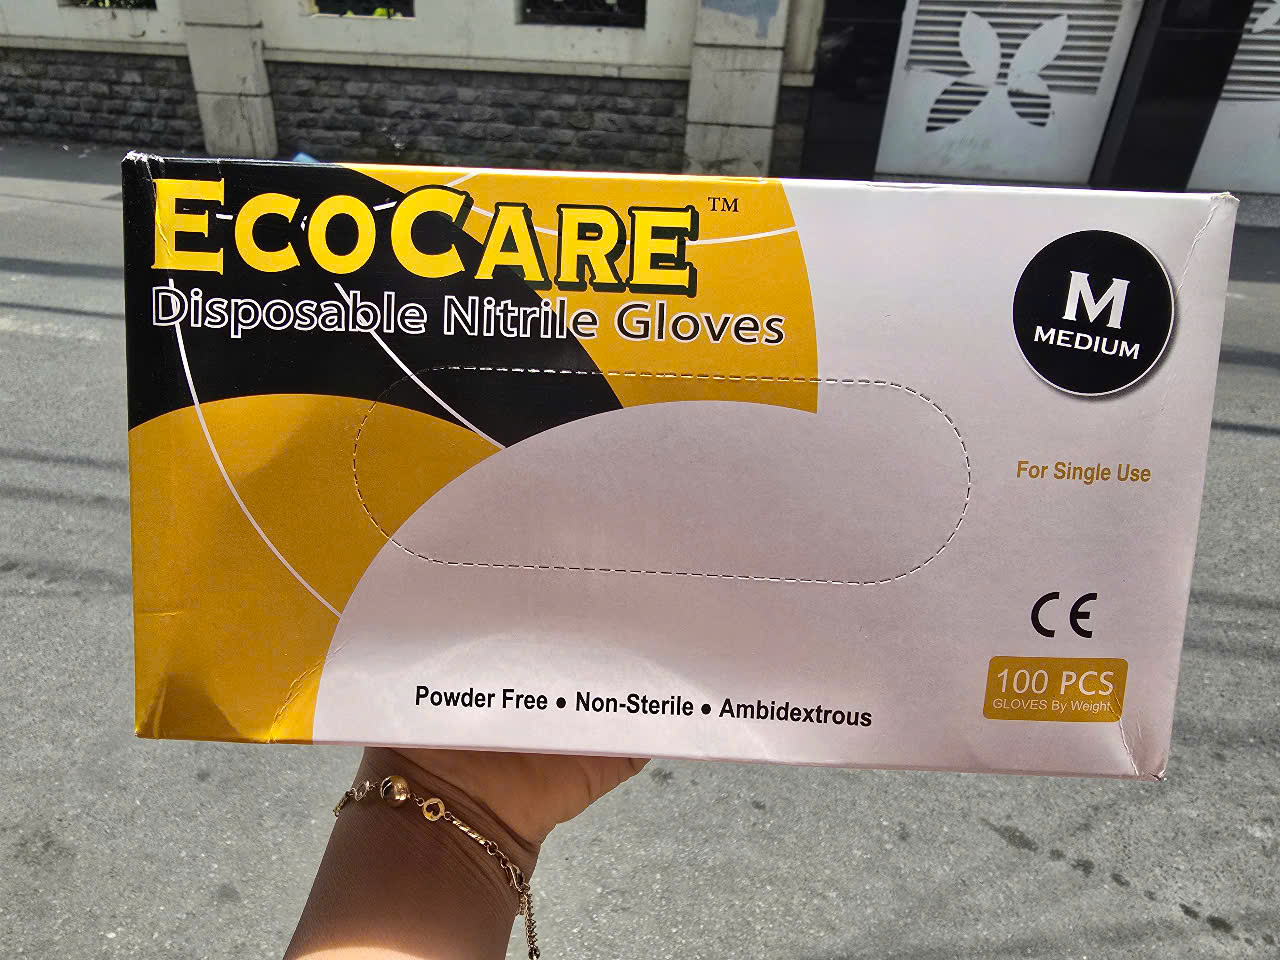 ECOCARE™
Disposable Nitrile Gloves
M
MEDIUM
For Single Use
CE
100 PCS
GLOVES By Weight
Powder Free • Non-Sterile • Ambidextrous